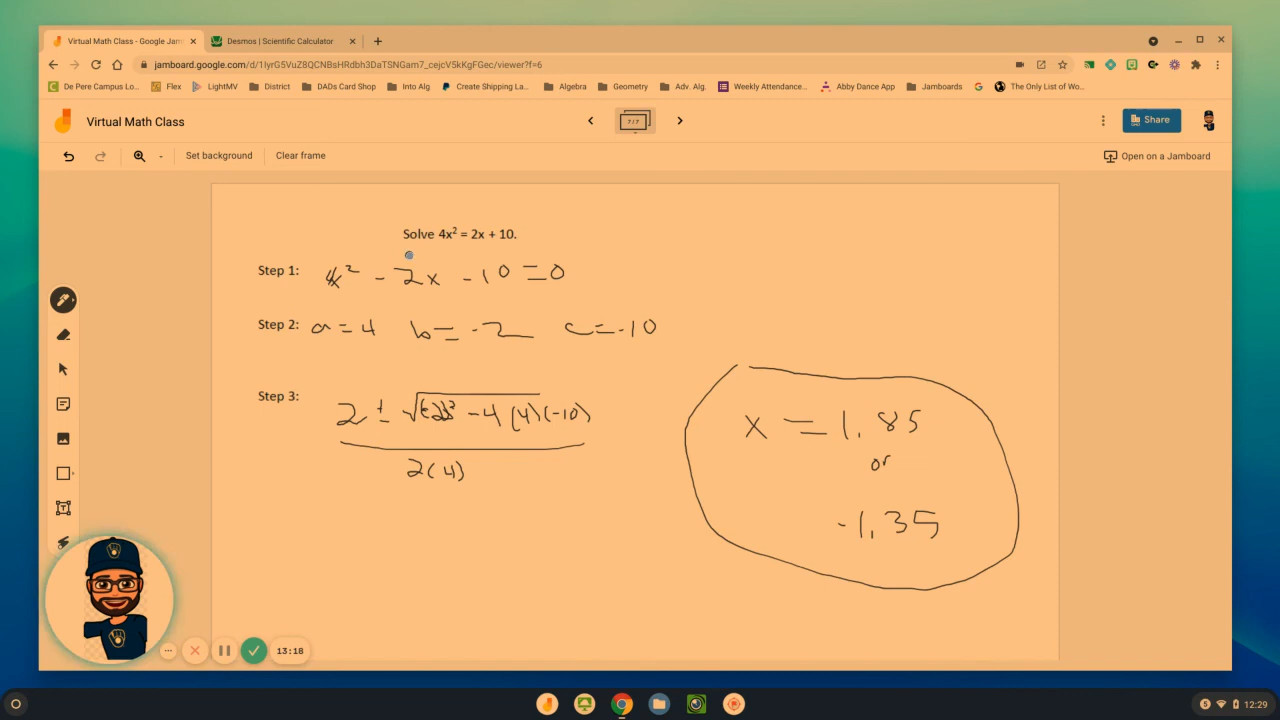 Virtual Math Class - Google Jam
Desmos | Scientific Calculator
jamboard.google.com/d/1IyrG5VuZ8QCNBsHRdbh3DaTSNGam7_cejcV5kKgFGec/viewer?f=6
De Pere Campus Lo... Flex LightMV District DADs Card Shop Into Alg Create Shipping La... Algebra Geometry Adv. Alg. Weekly Attendance... Abby Dance App Jamboards The Only List of Wo...
Virtual Math Class
7 / 7
Share
Set background Clear frame
Open on a Jamboard
Solve 4x² = 2x + 10.
Step 1: 4x² - 2x - 10 = 0
Step 2: a = 4 b = -2 c = -10
Step 3: 2 ± √(-2)² - 4(4)(-10)
2(4)
x = 1.85
or
-1.35
13:18
5 12:29